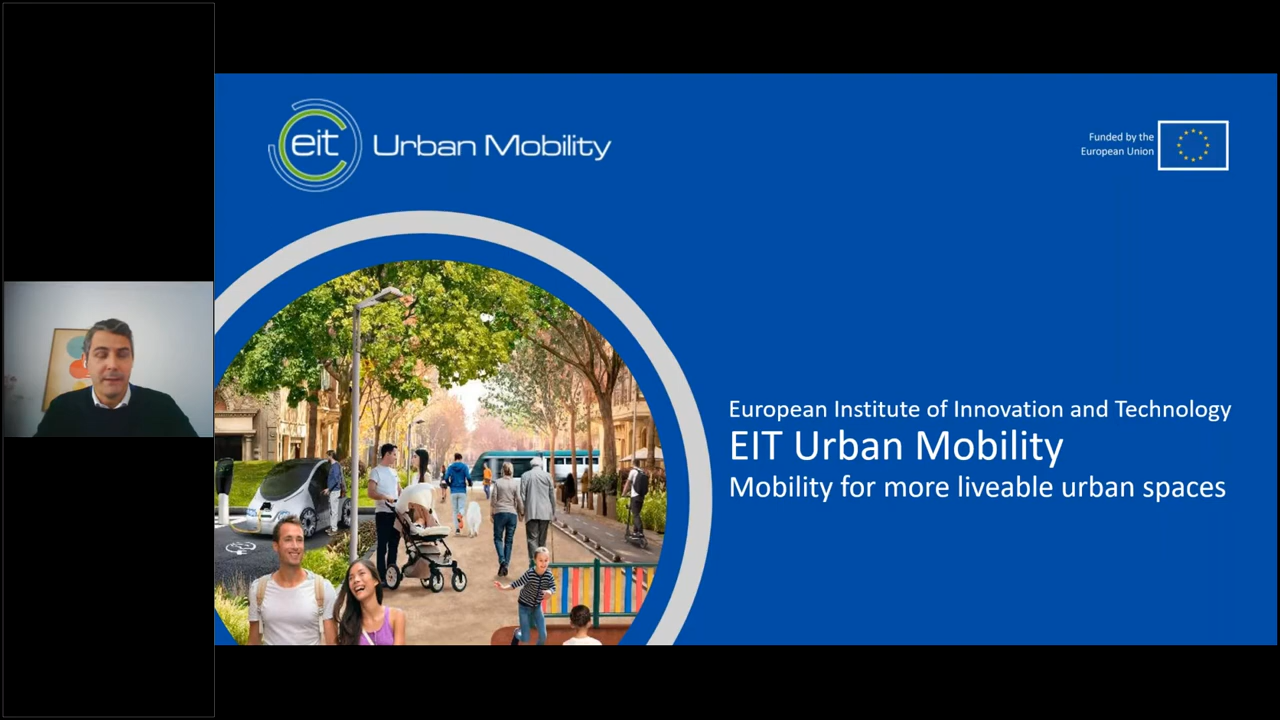 eit Urban Mobility
Funded by the
European Union
European Institute of Innovation and Technology
EIT Urban Mobility
Mobility for more liveable urban spaces